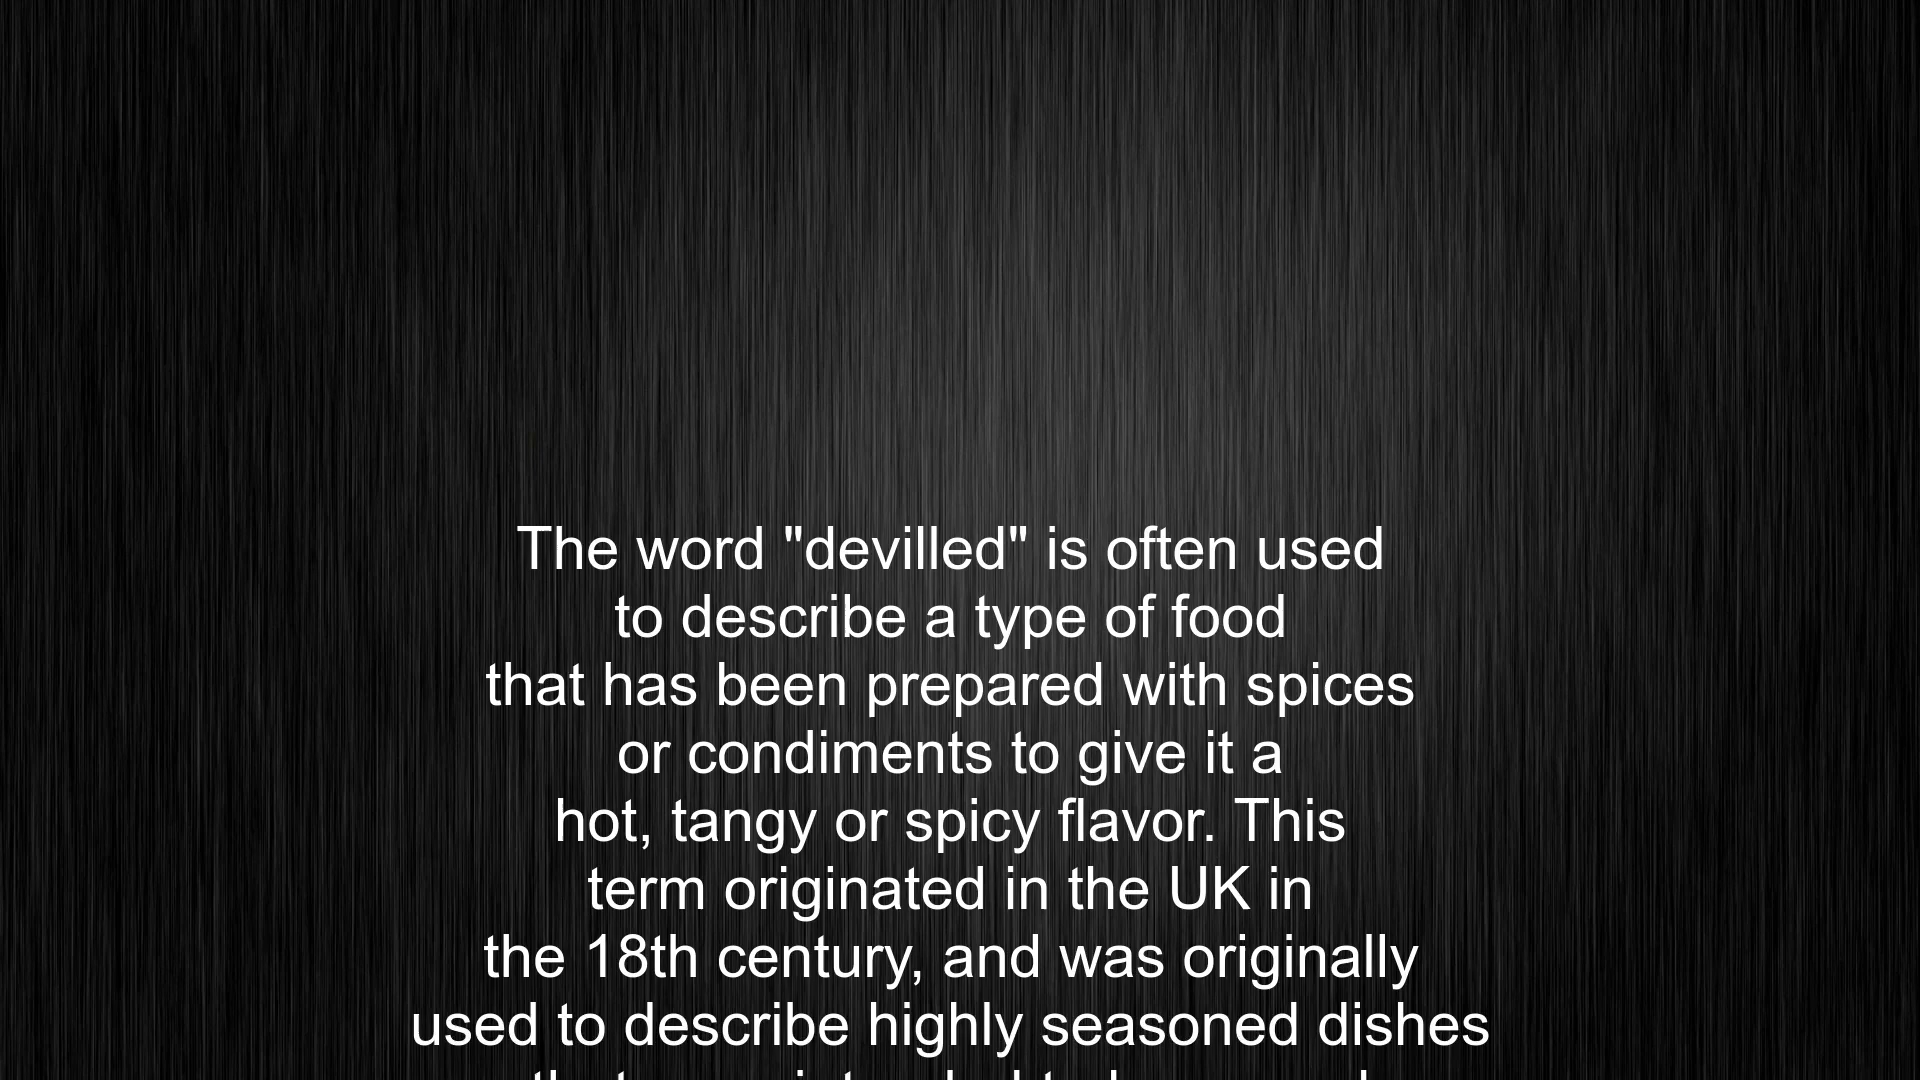 The word "devilled" is often used
to describe a type of food
that has been prepared with spices
or condiments to give it a
hot, tangy or spicy flavor. This
term originated in the UK in
the 18th century, and was originally
used to describe highly seasoned dishes